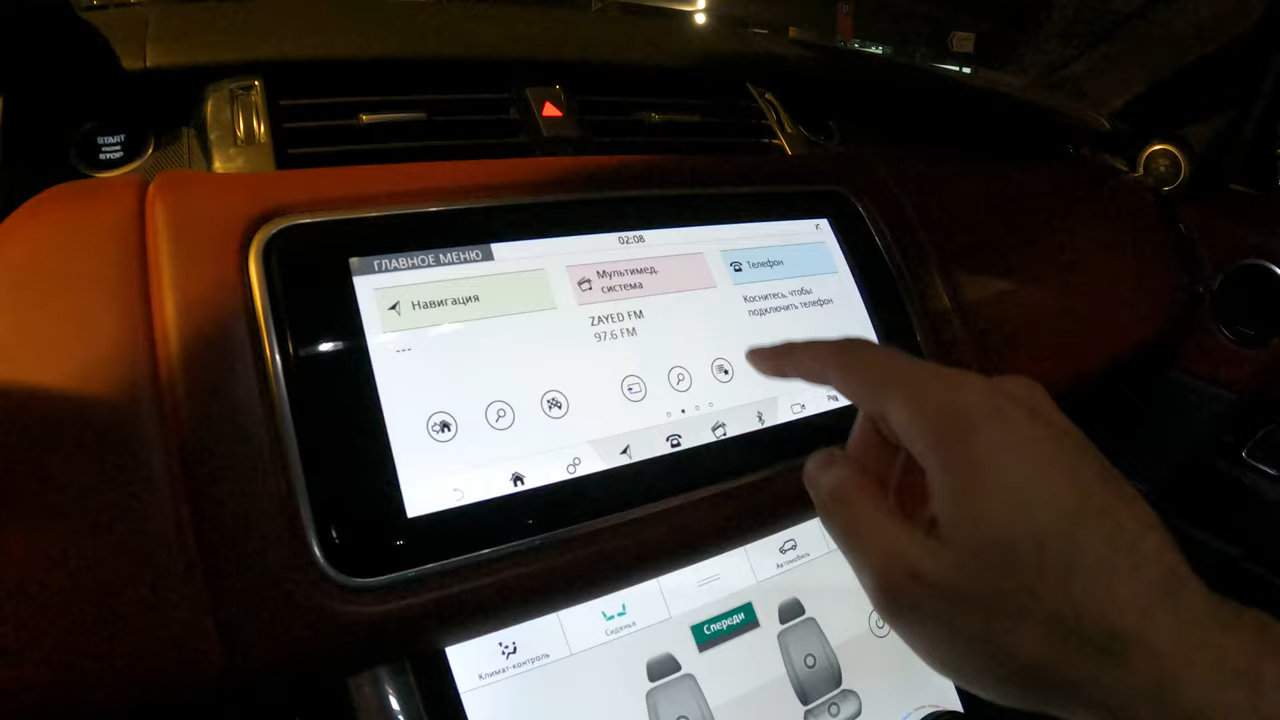 START
ENGINE
STOP
02:08
ГЛАВНОЕ МЕНЮ
Навигация
Мультимед.
система
Телефон
ZAYED FM
97.6 FM
Коснитесь, чтобы
подключить телефон
---
Климат-контроль
Сиденья
Автомобиль
Спереди